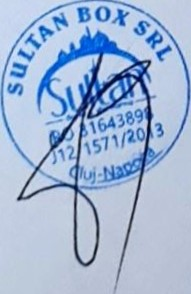 SULTAN BOX SRL
Sultan
J12 1571/2013
Cluj-Napoca